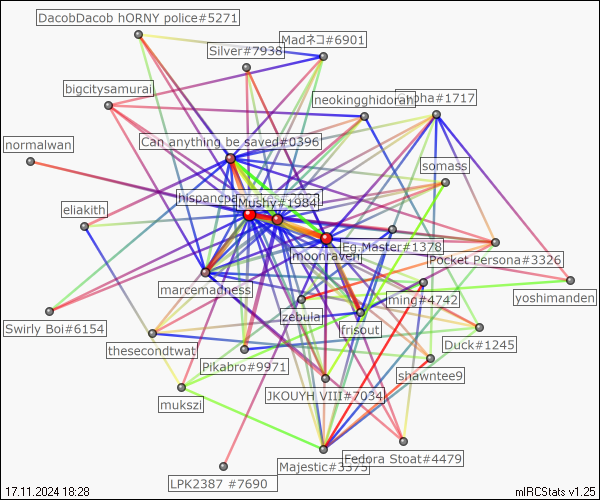 DacobDacob hORNY police#5271
Madネコ#6901
Silver#7938
bigcitysamurai
neokingghidorah
#1717
Can anything be saved#0396
normalwan
somass
hispancpa
Mushy#1984
eliakith
Eg.Master#1378
moonraven
Pocket Persona#3326
marcemadness
yoshimanden
ming#4742
zebula
Swirly Boi#6154
frisout
Duck#1245
thesecondtwat
Pikabro#9971
shawntee9
JKOUYH VIII#7034
mukszi
Fedora Stoat#4479
Majestic#3375
LPK2387 #7690
17.11.2024 18:28
mIRCStats v1.25